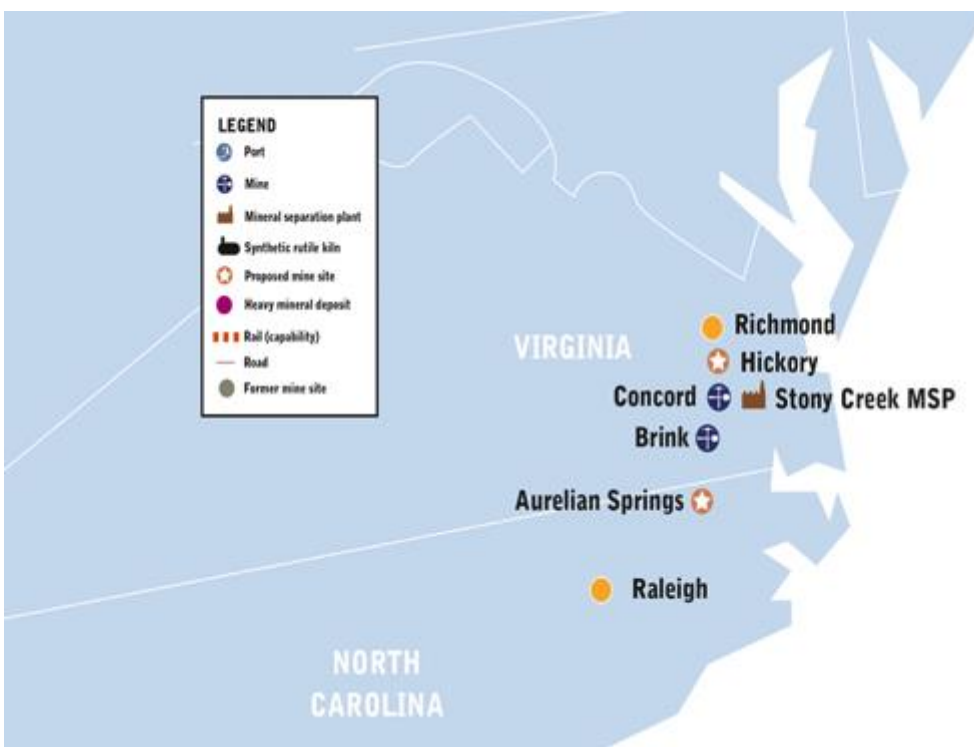 LEGEND
Port
Mine
Mineral separation plant
Synthetic rutile kiln
Proposed mine site
Heavy mineral deposit
Rail (capability)
Road
Former mine site
Richmond
VIRGINIA
Hickory
Concord
Stony Creek MSP
Brink
Aurelian Springs
Raleigh
NORTH
CAROLINA